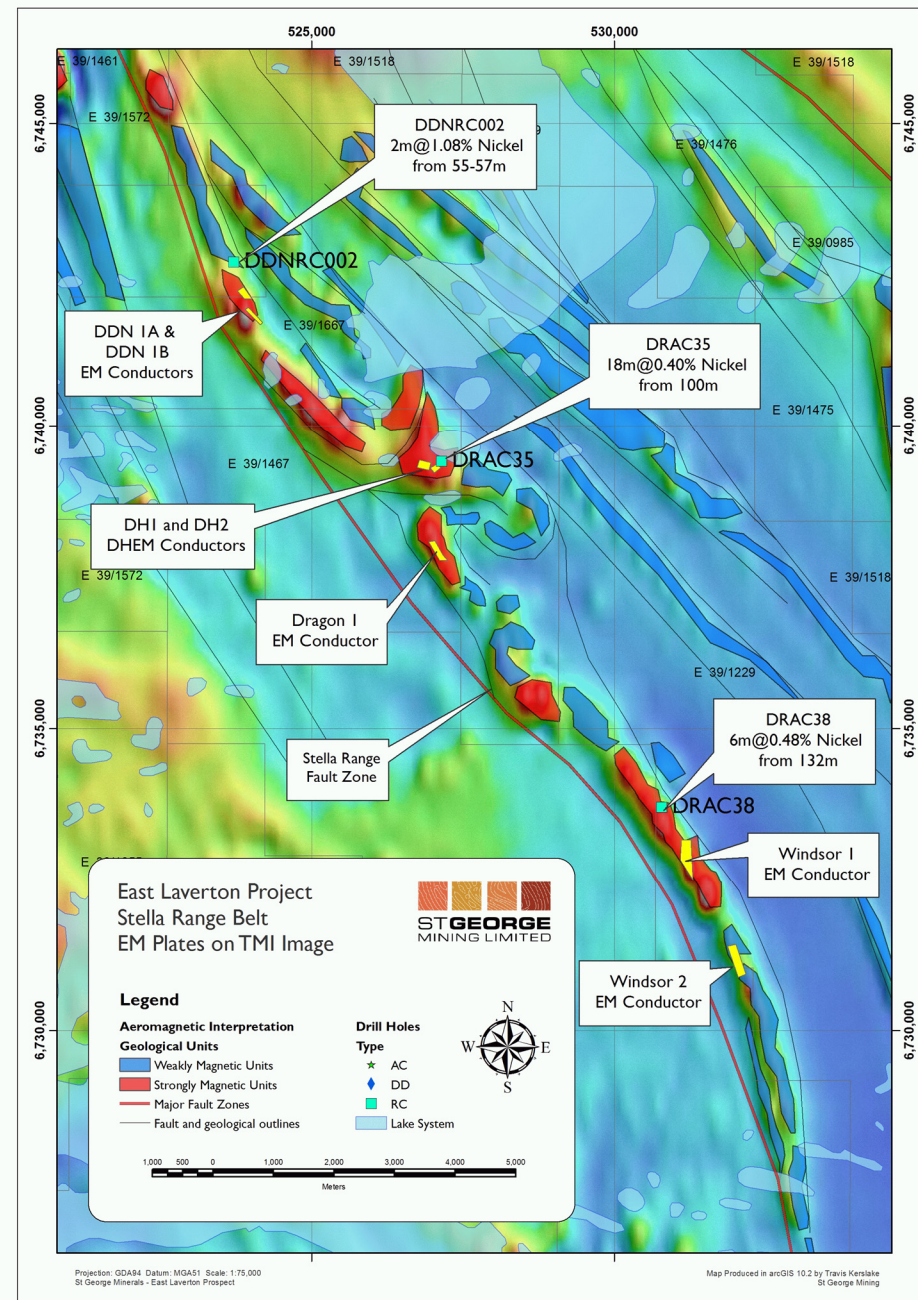 525,000
530,000
E 39/1461
E 39/1518
E 39/1518
E 39/1572
6,745,000
6,745,000
DDNRC002
2m@1.08% Nickel
from 55-57m
E 39/1476
E 39/0985
DDNRC002
DDN 1A &
DDN 1B
EM Conductors
E 39/1667
DRAC35
18m@0.40% Nickel
from 100m
E 39/1475
6,740,000
6,740,000
E 39/1467
DRAC35
DH1 and DH2
DHEM Conductors
E 39/1572
E 39/1518
Dragon 1
EM Conductor
E 39/1229
6,735,000
6,735,000
Stella Range
Fault Zone
DRAC38
6m@0.48% Nickel
from 132m
DRAC38
Windsor 1
EM Conductor
Windsor 2
EM Conductor
6,730,000
6,730,000
East Laverton Project
Stella Range Belt
EM Plates on TMI Image
ST GEORGE
MINING LIMITED
Legend
Aeromagnetic Interpretation
Geological Units
Weakly Magnetic Units
Strongly Magnetic Units
Major Fault Zones
Fault and geological outlines
Drill Holes
Type
AC
DD
RC
Lake System
N
W E
S
1,000 500 0 1,000 2,000 3,000 4,000 5,000
Meters
Projection: GDA94 Datum: MGA51 Scale: 1:75,000
St George Minerals - East Laverton Prospect
Map Produced in arcGIS 10.2 by Travis Kerslake
St George Mining